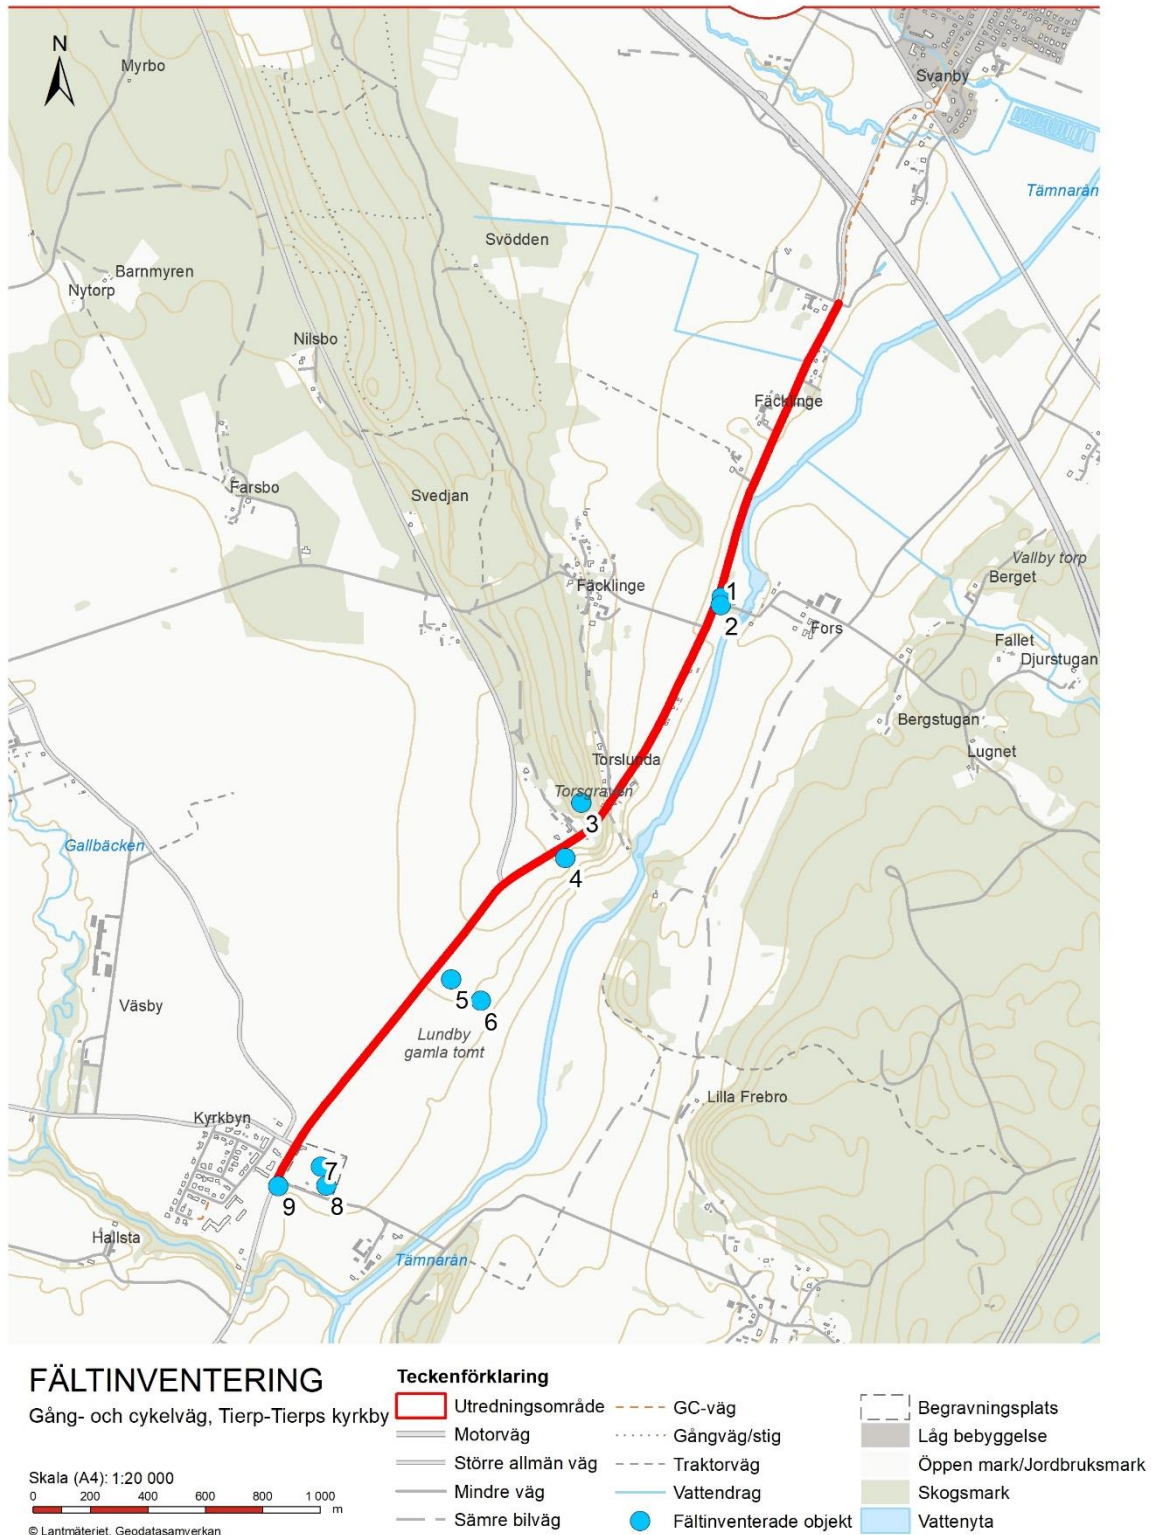 N
Myrbo
Svanby
Tämnarån
Svödden
Barnmyren
Nytorp
Nilsbo
Fäcklinge
Farsbo
Svedjan
Vallby torp
Berget
Fäcklinge
1
2
Fors
Fallet
Djurstugan
Bergstugan
Lugnet
Torslunda
Torsgraven
3
Gallbäcken
4
Väsby
5
6
Lundby
gamla tomt
Lilla Frebro
Kyrkbyn
7
9
8
Hallsta
Tämnarån
FÄLTINVENTERING
Gång- och cykelväg, Tierp-Tierps kyrkby
Skala (A4): 1:20 000
0 200 400 600 800 1 000
m
© Lantmäteriet, Geodatasamverkan
Teckenförklaring
Utredningsområde
Motorväg
Större allmän väg
Mindre väg
Sämre bilväg
GC-väg
Gångväg/stig
Traktorväg
Vattendrag
Fältinventerade objekt
Begravningsplats
Låg bebyggelse
Öppen mark/Jordbruksmark
Skogsmark
Vattenyta